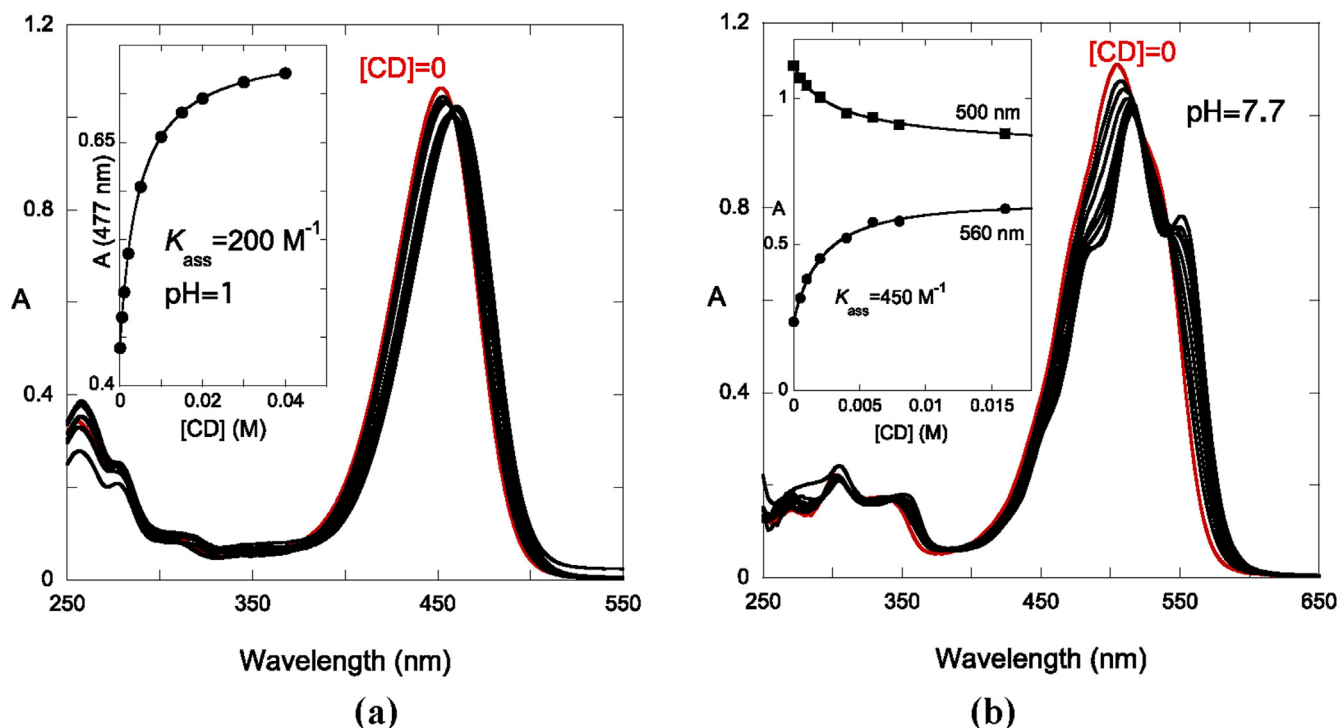 1.2
0.8
A
0.4
0
250
350
450
550
Wavelength (nm)
[CD]=0
A (477 nm)
0.65
0.4
K ass =200 M-1
pH=1
0
0.02
0.04
[CD] (M)
(a)
1.2
0.8
A
0.4
0
250
350
450
550
650
Wavelength (nm)
[CD]=0
pH=7.7
1
500 nm
A
0.5
560 nm
K ass =450 M-1
0
0
0.005
0.01
0.015
[CD] (M)
(b)